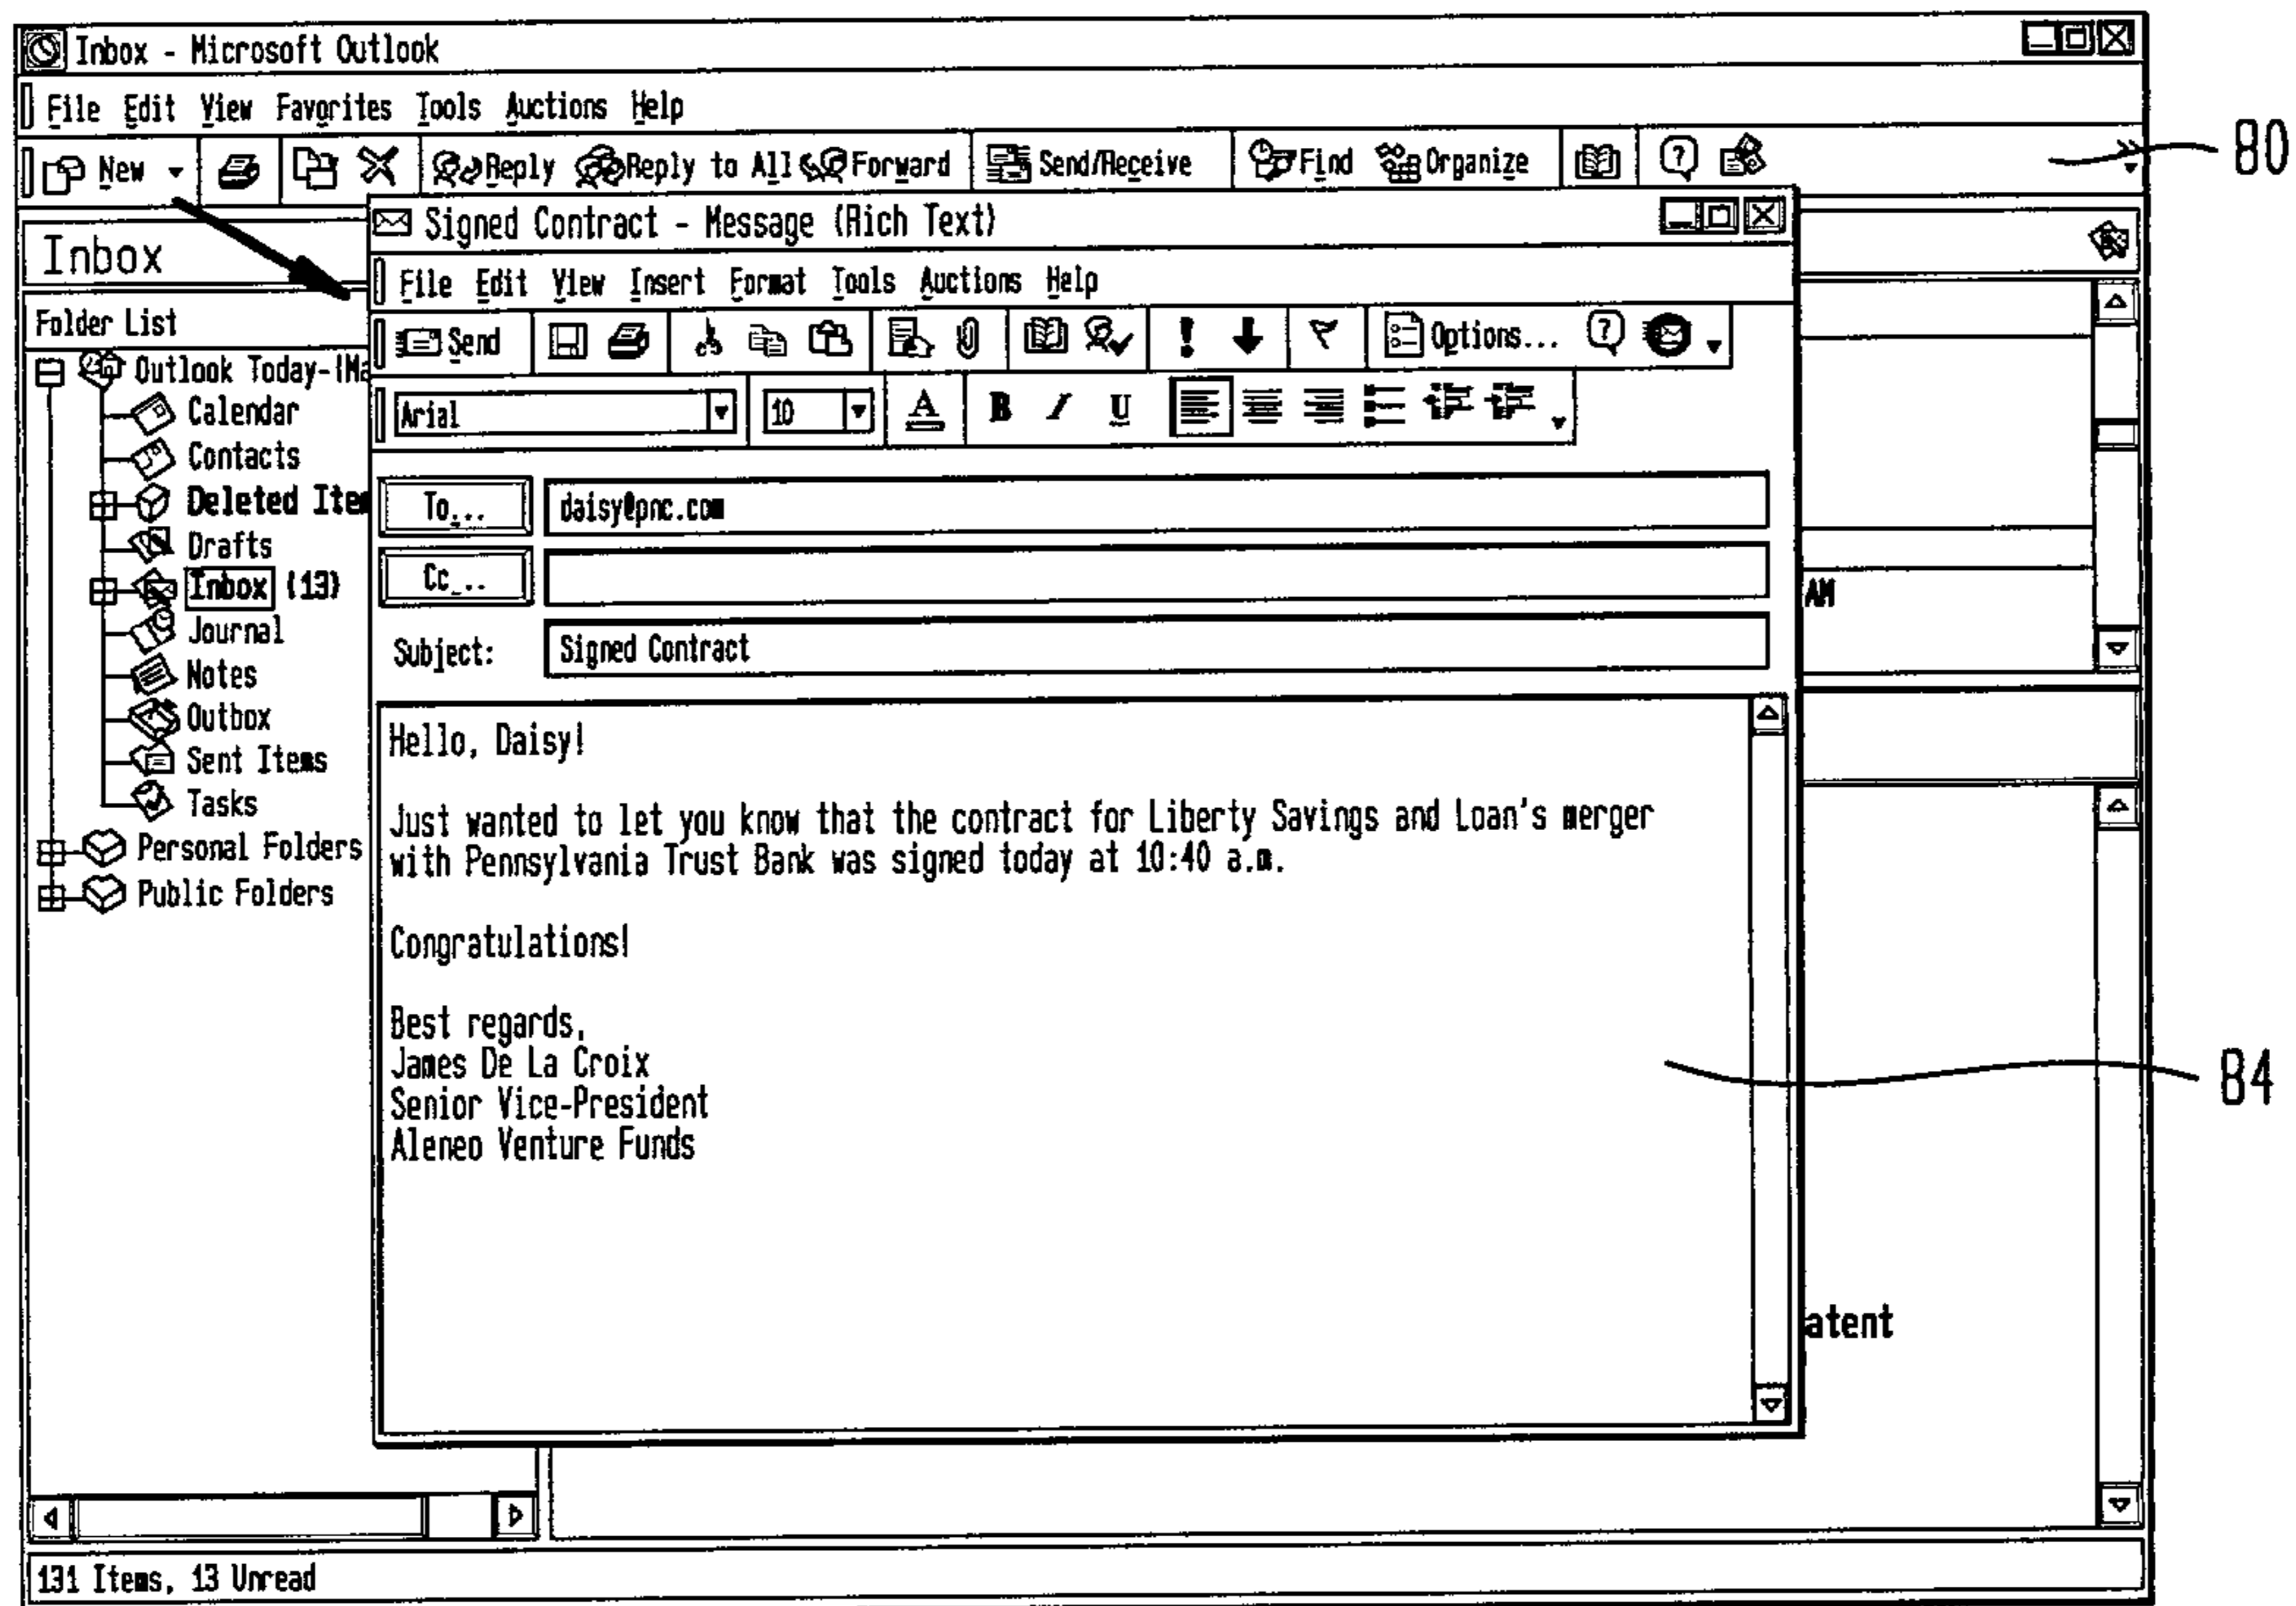 Inbox - Microsoft Outlook
File Edit View Favorites Tools Auctions Help
New Reply Reply to All Forward Send/Receive Find Organize
80
Inbox
Signed Contract - Message (Rich Text)
File Edit View Insert Format Tools Auctions Help
Folder List
Send Options...
Outlook Today-(Ma
Arial 10 A B I U
Calendar
Contacts
Deleted Ite
Drafts
Inbox (13)
Journal
Notes
Outbox
Sent Items
Tasks
Personal Folders
Public Folders
To... daisy@pnc.com
Cc...
AM
Subject: Signed Contract
Hello, Daisy!
Just wanted to let you know that the contract for Liberty Savings and Loan's merger
with Pennsylvania Trust Bank was signed today at 10:40 a.m.
Congratulations!
Best regards,
James De La Croix
Senior Vice-President
Aleneo Venture Funds
84
atent
131 Items, 13 Unread